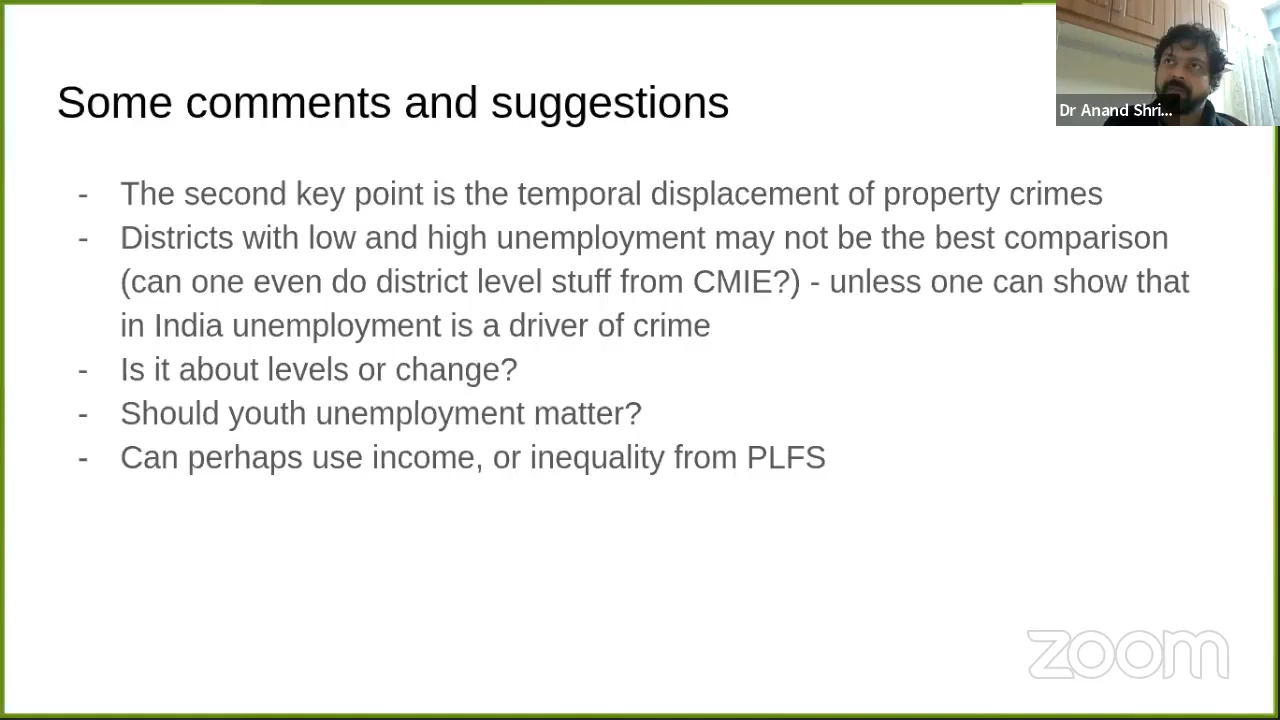 Some comments and suggestions
Dr Anand Shri...
- The second key point is the temporal displacement of property crimes
- Districts with low and high unemployment may not be the best comparison
(can one even do district level stuff from CMIE?) - unless one can show that
in India unemployment is a driver of crime
- Is it about levels or change?
- Should youth unemployment matter?
- Can perhaps use income, or inequality from PLFS
zoom